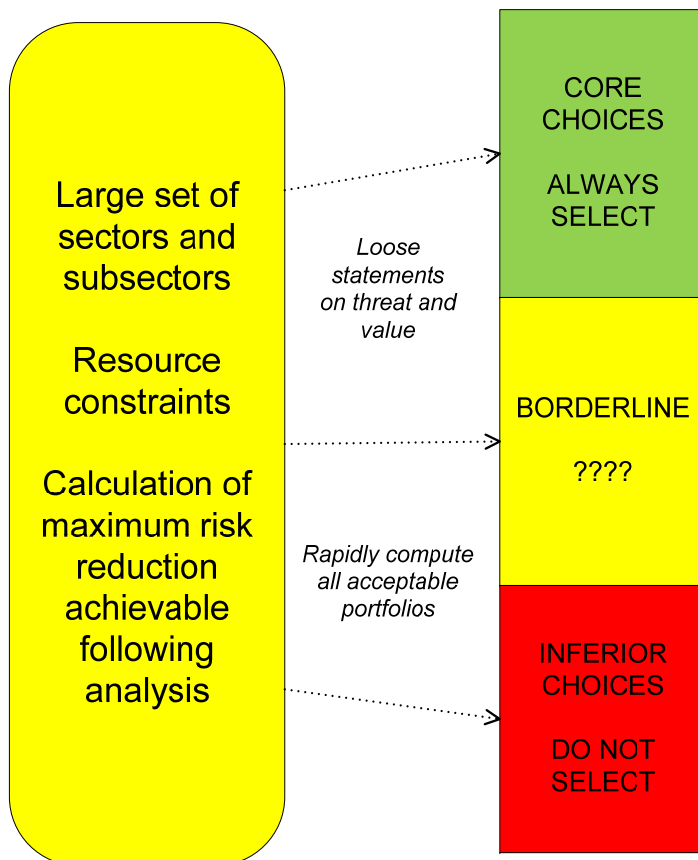 Large set of
sectors and
subsectors
Resource
constraints
Calculation of
maximum risk
reduction
achievable
following
analysis
Loose
statements
on threat and
value
Rapidly compute
all acceptable
portfolios
CORE
CHOICES
ALWAYS
SELECT
BORDERLINE
????
INFERIOR
CHOICES
DO NOT
SELECT